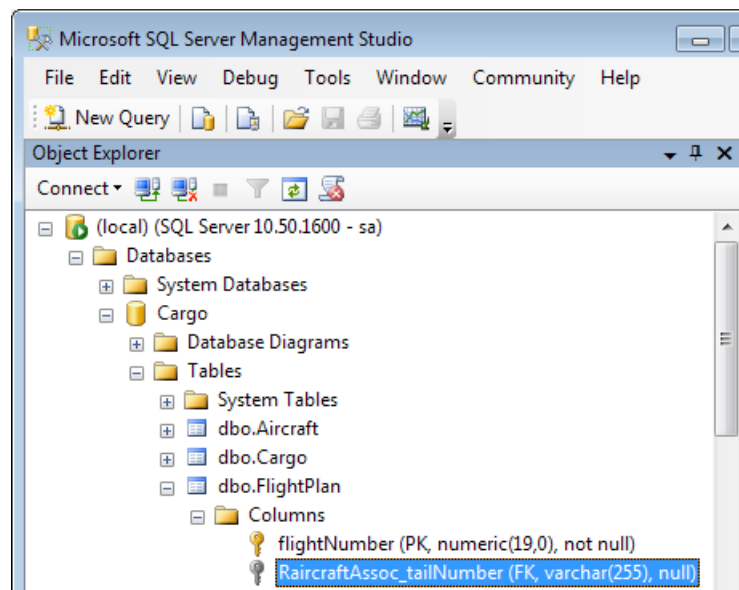 Microsoft SQL Server Management Studio
File Edit View Debug Tools Window Community Help
New Query
Object Explorer
Connect
(local) (SQL Server 10.50.1600 - sa)
Databases
System Databases
Cargo
Database Diagrams
Tables
System Tables
dbo.Aircraft
dbo.Cargo
dbo.FlightPlan
Columns
flightNumber (PK, numeric(19,0), not null)
RaircraftAssoc_tailNumber (FK, varchar(255), null)